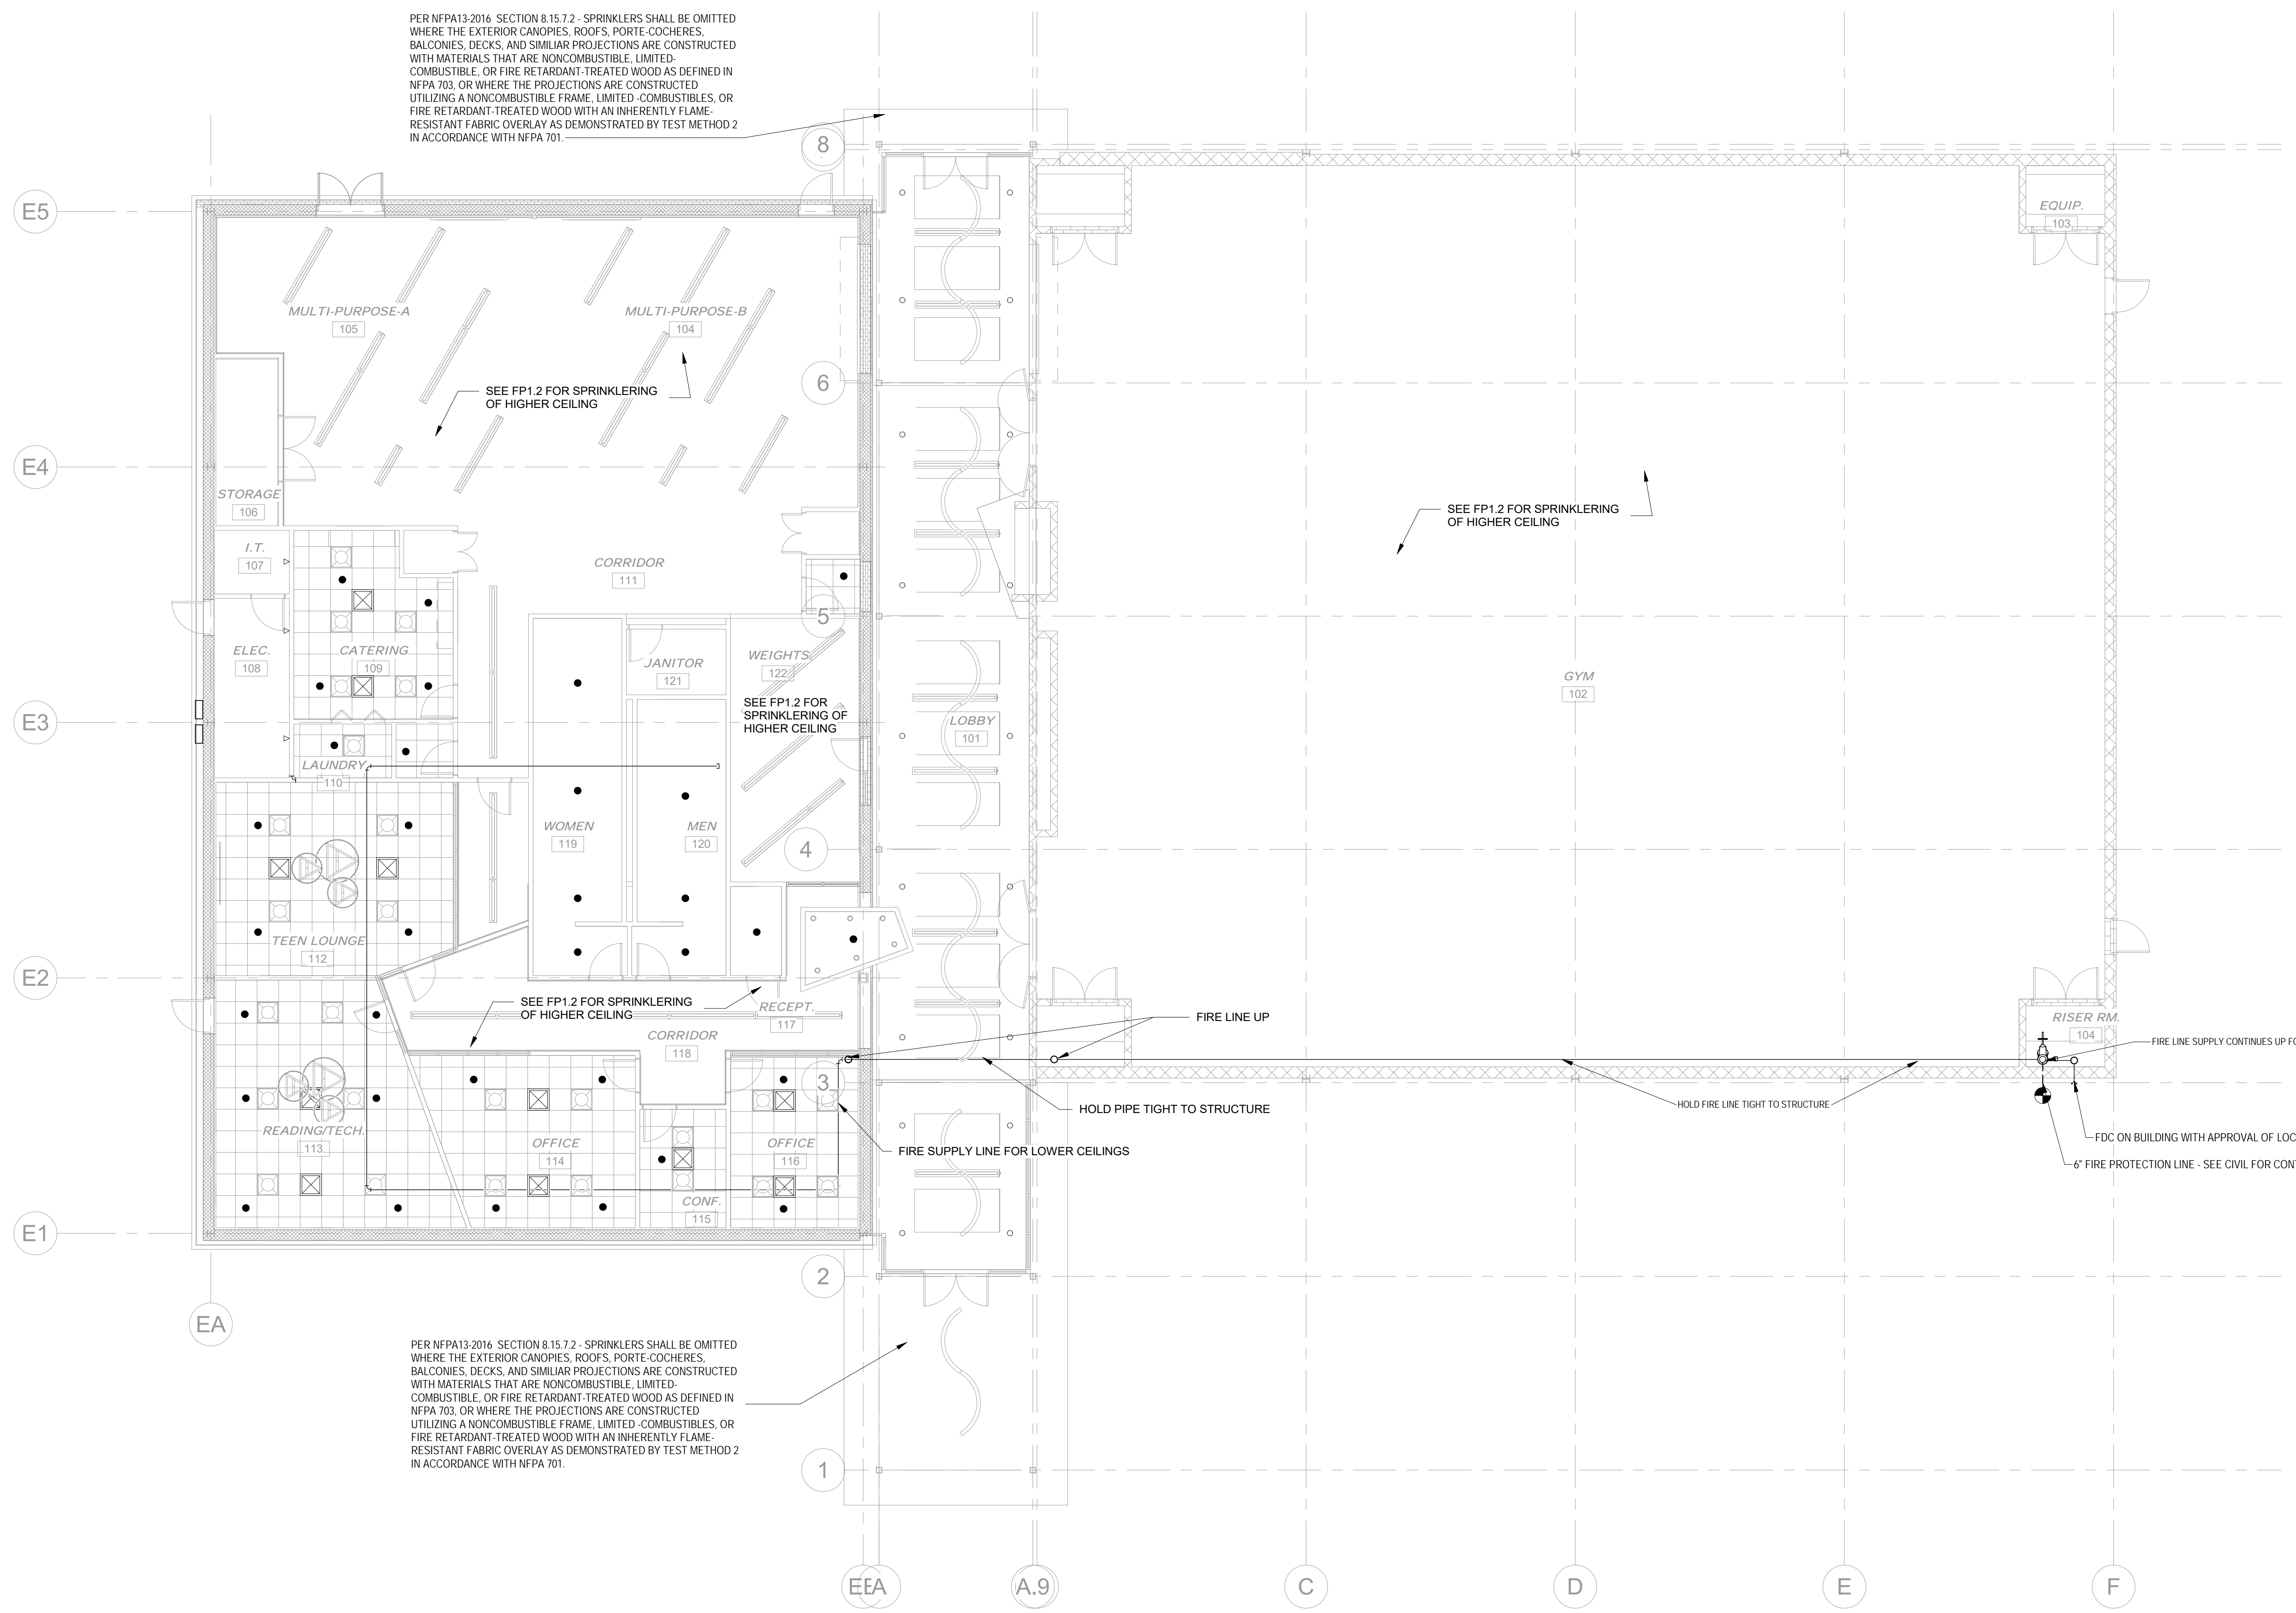 PER NFPA13-2016 SECTION 8.15.7.2 - SPRINKLERS SHALL BE OMITTED
WHERE THE EXTERIOR CANOPIES, ROOFS, PORTE-COCHERES,
BALCONIES, DECKS, AND SIMILIAR PROJECTIONS ARE CONSTRUCTED
WITH MATERIALS THAT ARE NONCOMBUSTIBLE, LIMITED-
COMBUSTIBLE, OR FIRE RETARDANT-TREATED WOOD AS DEFINED IN
NFPA 703, OR WHERE THE PROJECTIONS ARE CONSTRUCTED
UTILIZING A NONCOMBUSTIBLE FRAME, LIMITED -COMBUSTIBLES, OR
FIRE RETARDANT-TREATED WOOD WITH AN INHERENTLY FLAME-
RESISTANT FABRIC OVERLAY AS DEMONSTRATED BY TEST METHOD 2
IN ACCORDANCE WITH NFPA 701.
8
E5
EQUIP.
103
MULTI-PURPOSE-A
105
MULTI-PURPOSE-B
104
6
SEE FP1.2 FOR SPRINKLERING
OF HIGHER CEILING
E4
STORAGE
106
SEE FP1.2 FOR SPRINKLERING
OF HIGHER CEILING
I.T.
107
CORRIDOR
111
5
ELEC.
108
CATERING
109
JANITOR
121
WEIGHTS
122
GYM
102
SEE FP1.2 FOR
SPRINKLERING OF
HIGHER CEILING
E3
LOBBY
101
LAUNDRY
110
WOMEN
119
MEN
120
4
TEEN LOUNGE
112
E2
SEE FP1.2 FOR SPRINKLERING
OF HIGHER CEILING
RECEPT.
117
FIRE LINE UP
RISER RM.
104
CORRIDOR
118
FIRE LINE SUPPLY CONTINUES UP FO
3
HOLD PIPE TIGHT TO STRUCTURE
HOLD FIRE LINE TIGHT TO STRUCTURE
READING/TECH.
113
OFFICE
114
OFFICE
116
FDC ON BUILDING WITH APPROVAL OF LOC
FIRE SUPPLY LINE FOR LOWER CEILINGS
6" FIRE PROTECTION LINE - SEE CIVIL FOR CON
CONF.
115
E1
2
EA
PER NFPA13-2016 SECTION 8.15.7.2 - SPRINKLERS SHALL BE OMITTED
WHERE THE EXTERIOR CANOPIES, ROOFS, PORTE-COCHERES,
BALCONIES, DECKS, AND SIMILIAR PROJECTIONS ARE CONSTRUCTED
WITH MATERIALS THAT ARE NONCOMBUSTIBLE, LIMITED-
COMBUSTIBLE, OR FIRE RETARDANT-TREATED WOOD AS DEFINED IN
NFPA 703, OR WHERE THE PROJECTIONS ARE CONSTRUCTED
UTILIZING A NONCOMBUSTIBLE FRAME, LIMITED -COMBUSTIBLES, OR
FIRE RETARDANT-TREATED WOOD WITH AN INHERENTLY FLAME-
RESISTANT FABRIC OVERLAY AS DEMONSTRATED BY TEST METHOD 2
IN ACCORDANCE WITH NFPA 701.
1
A
A.9
C
D
E
F